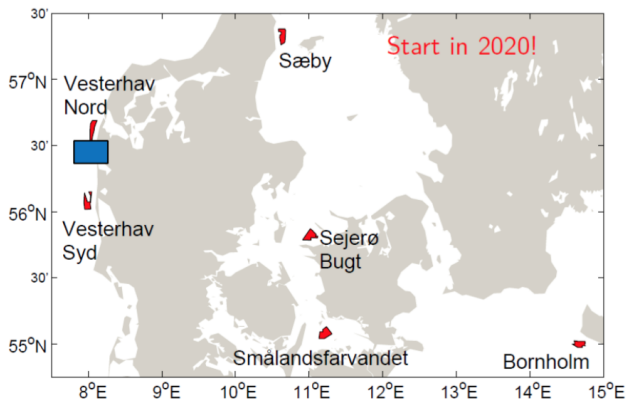 30'
Start in 2020!
Sæby
57°N
Vesterhav
Nord
30'
56°N
Vesterhav
Syd
Sejerø
Bugt
30'
55°N
Smålandsfarvandet
Bornholm
8°E
9°E
10°E
11°E
12°E
13°E
14°E
15°E